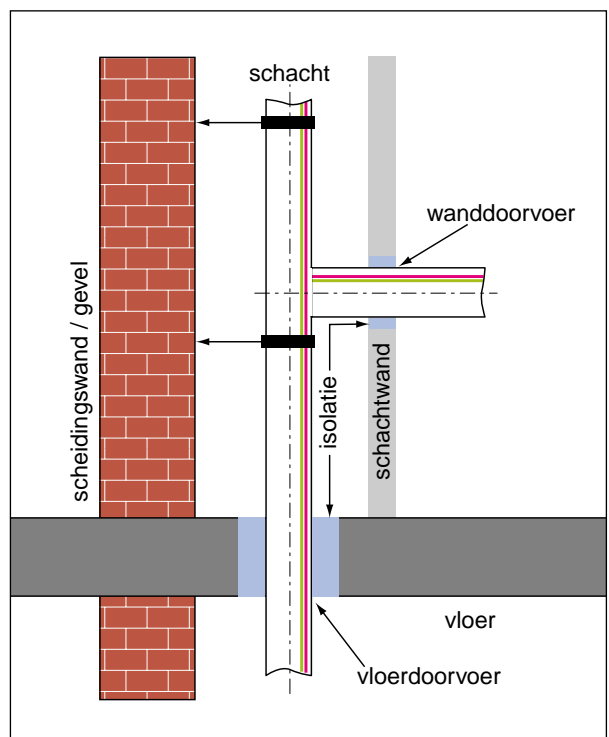 schacht
wanddoorvoer
scheidingswand / gevel
isolatie
schachtwand
vloer
vloerdoorvoer